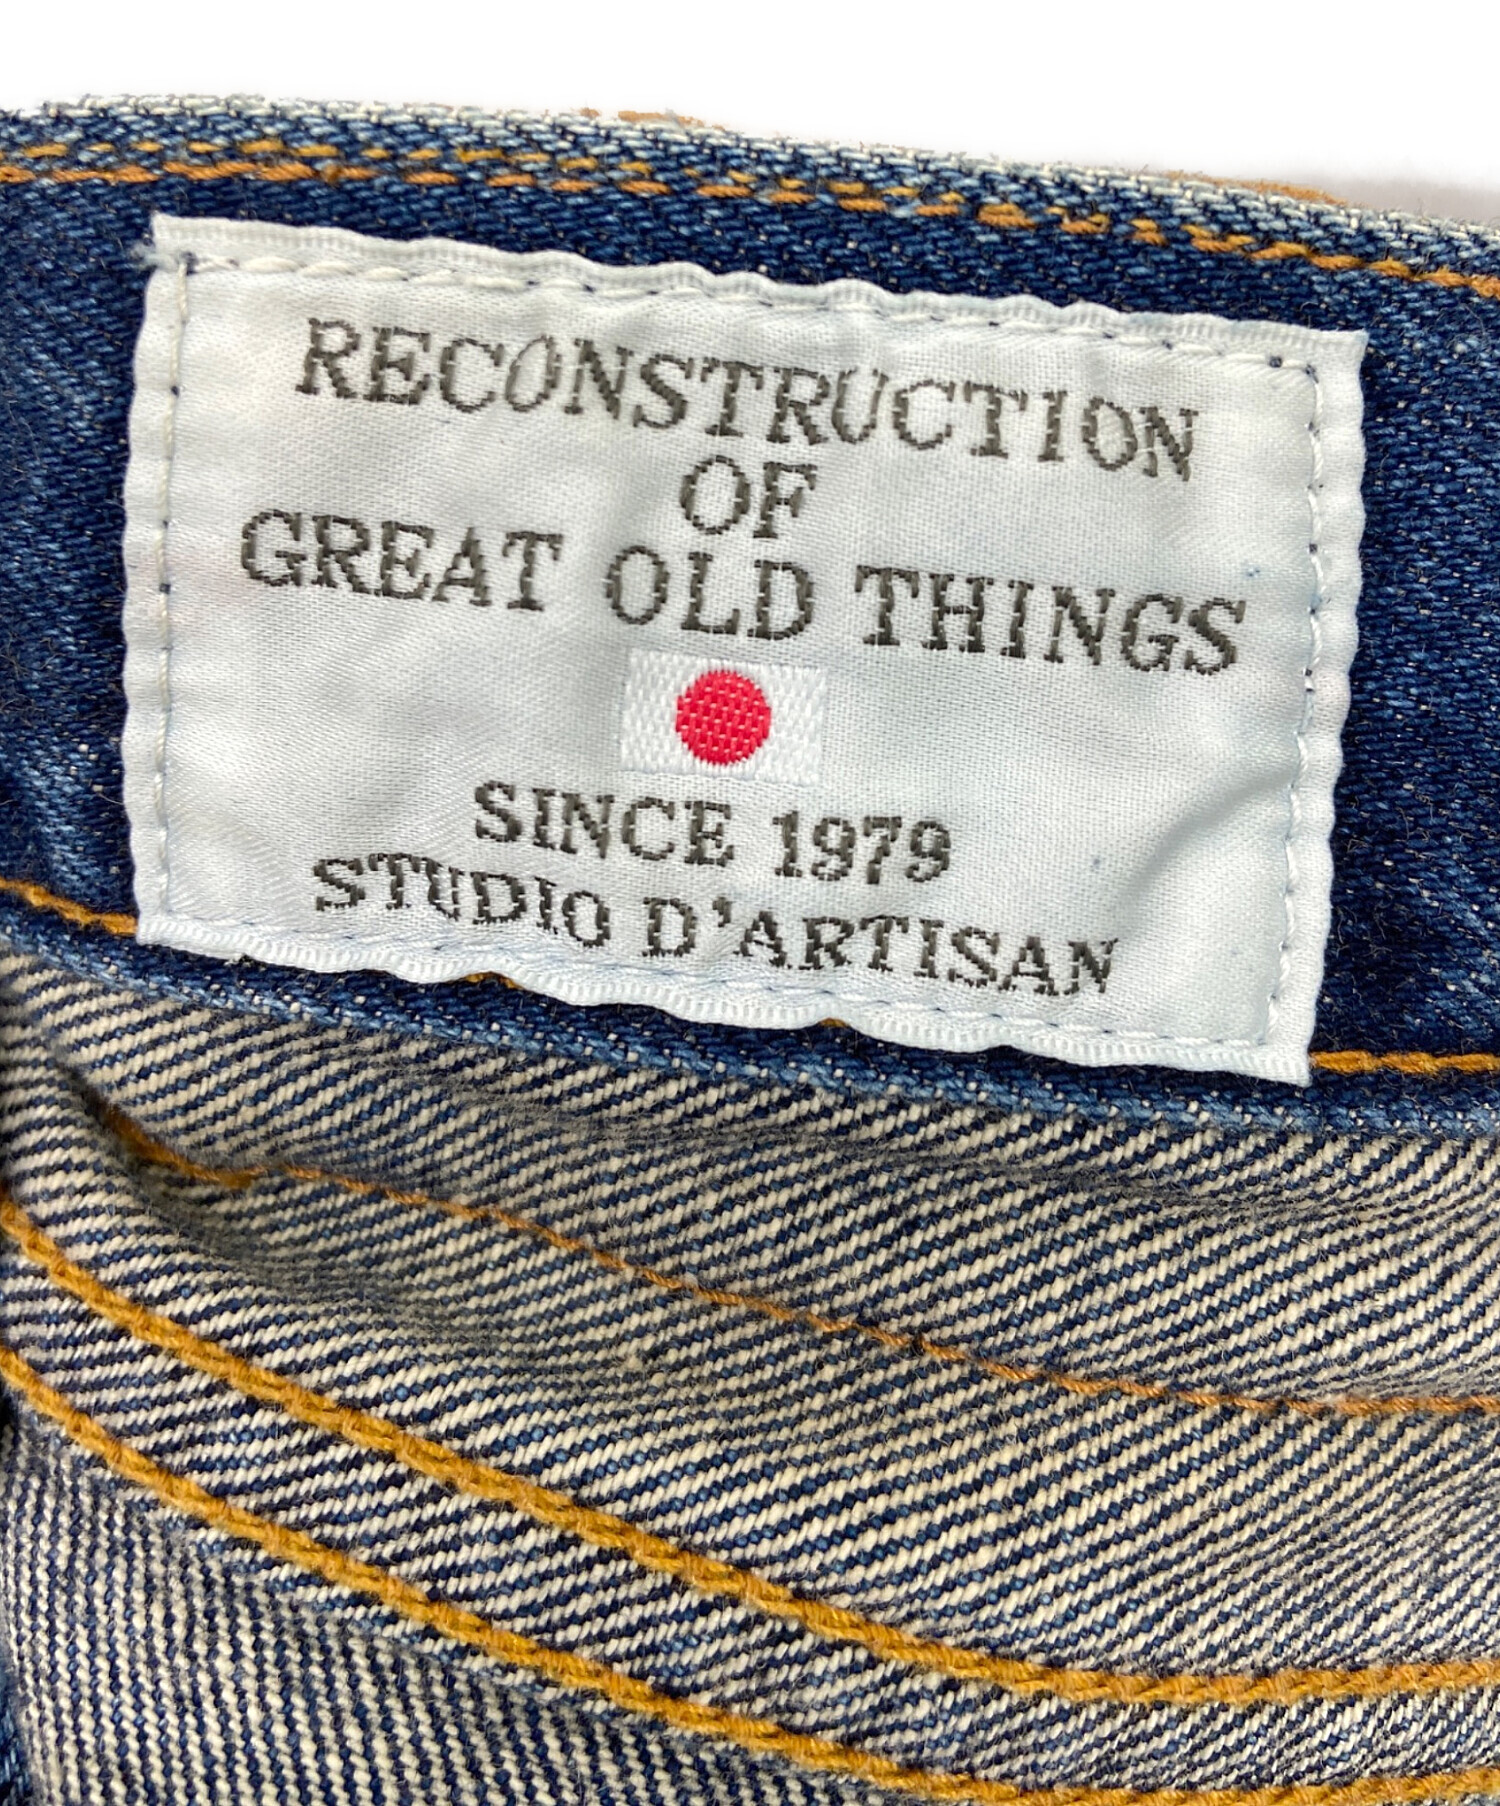 RECONSTRUCTION
OF
GREAT OLD THINGS
SINCE 1979
STUDIO D'ARTISAN